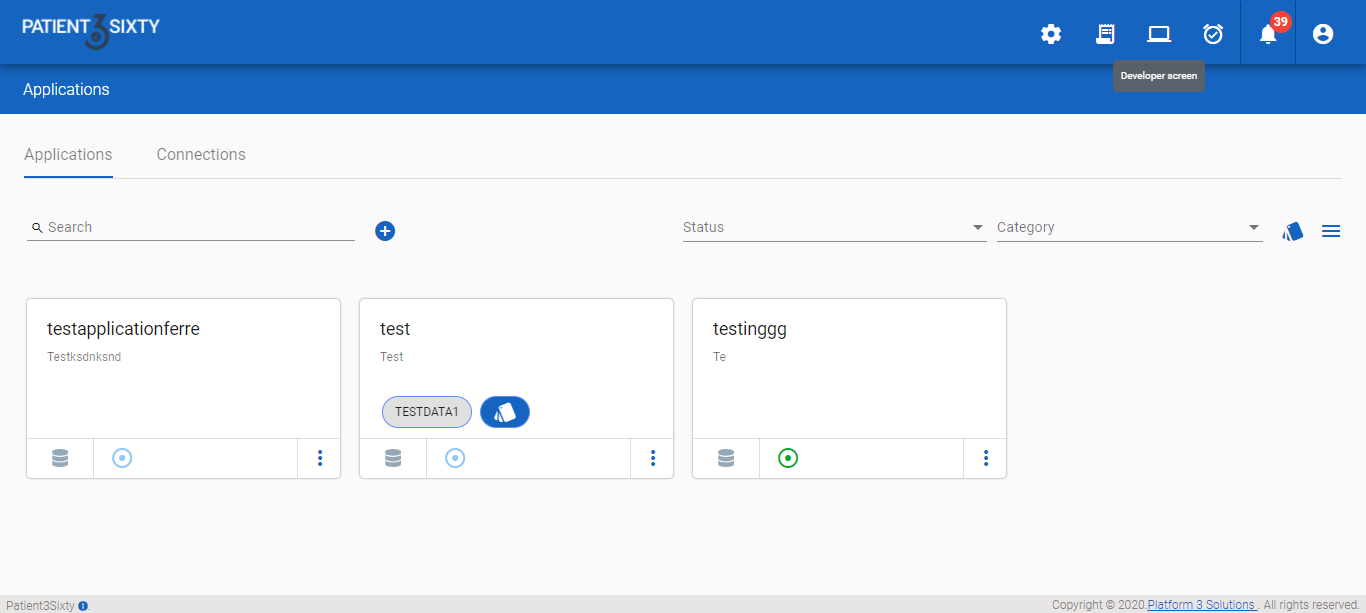 PATIENT3SIXTY
39
Developer screen
Applications
Applications
Connections
Search
Status
Category
testapplicationferre
Testksdnksnd
test
Test
TESTDATA1
testinggg
Te
Patient3Sixty
Copyright © 2020 Platform 3 Solutions . All rights reserved.